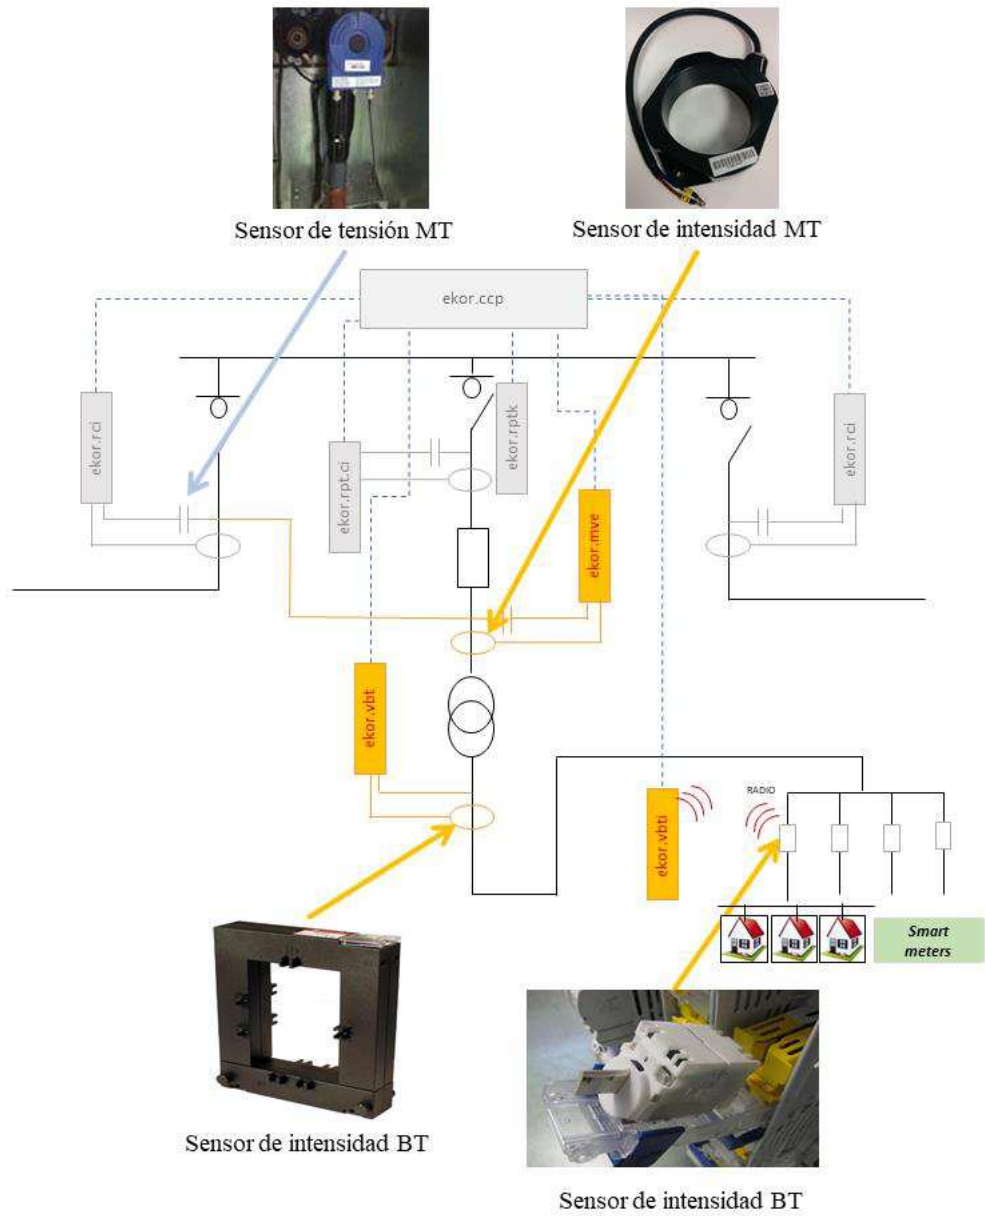 Sensor de tensión MT
Sensor de intensidad MT
ekor.ccp
ekor.rci
ekor.rpt.ci
ekor.rptk
ekor.mve
ekor.rci
ekor.vbt
ekor.vbti
RADIO
Smart
meters
Sensor de intensidad BT
Sensor de intensidad BT